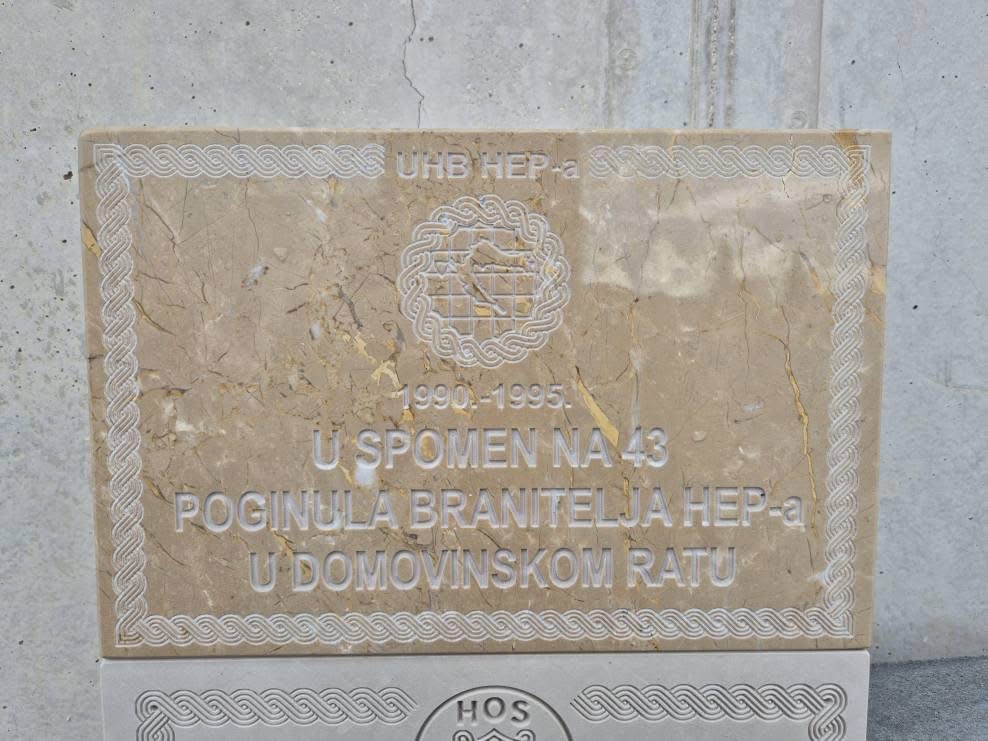 UHB HEP-a
1990.-1995.
U SPOMEN NA 43
POGINULA BRANITELJA HEP-a
U DOMOVINSKOM RATU
HOS